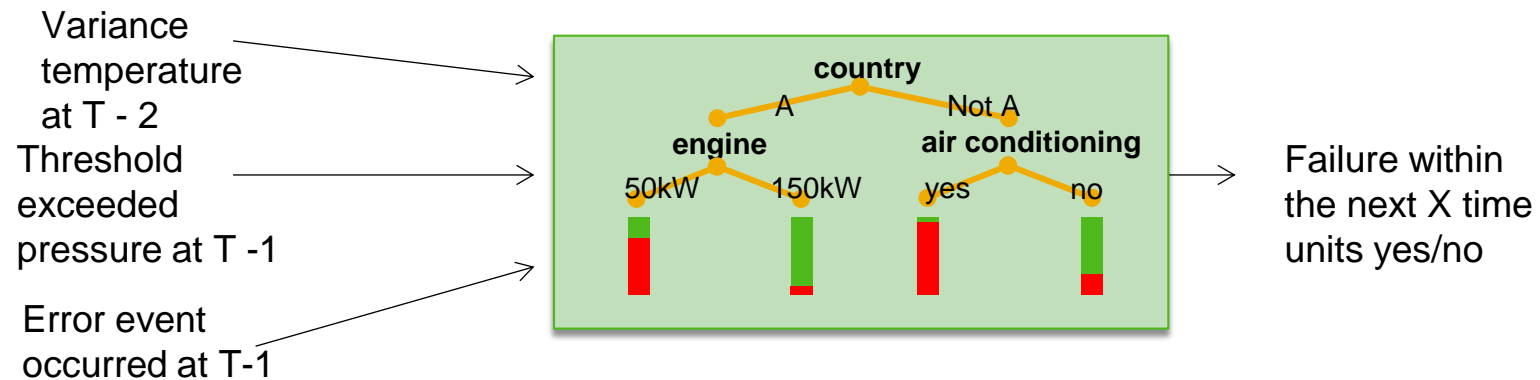 Variance
temperature
at T - 2
Threshold
exceeded
pressure at T -1
Error event
occurred at T-1
country
A
Not A
engine
air conditioning
50kW
150kW
yes
no
Failure within
the next X time
units yes/no